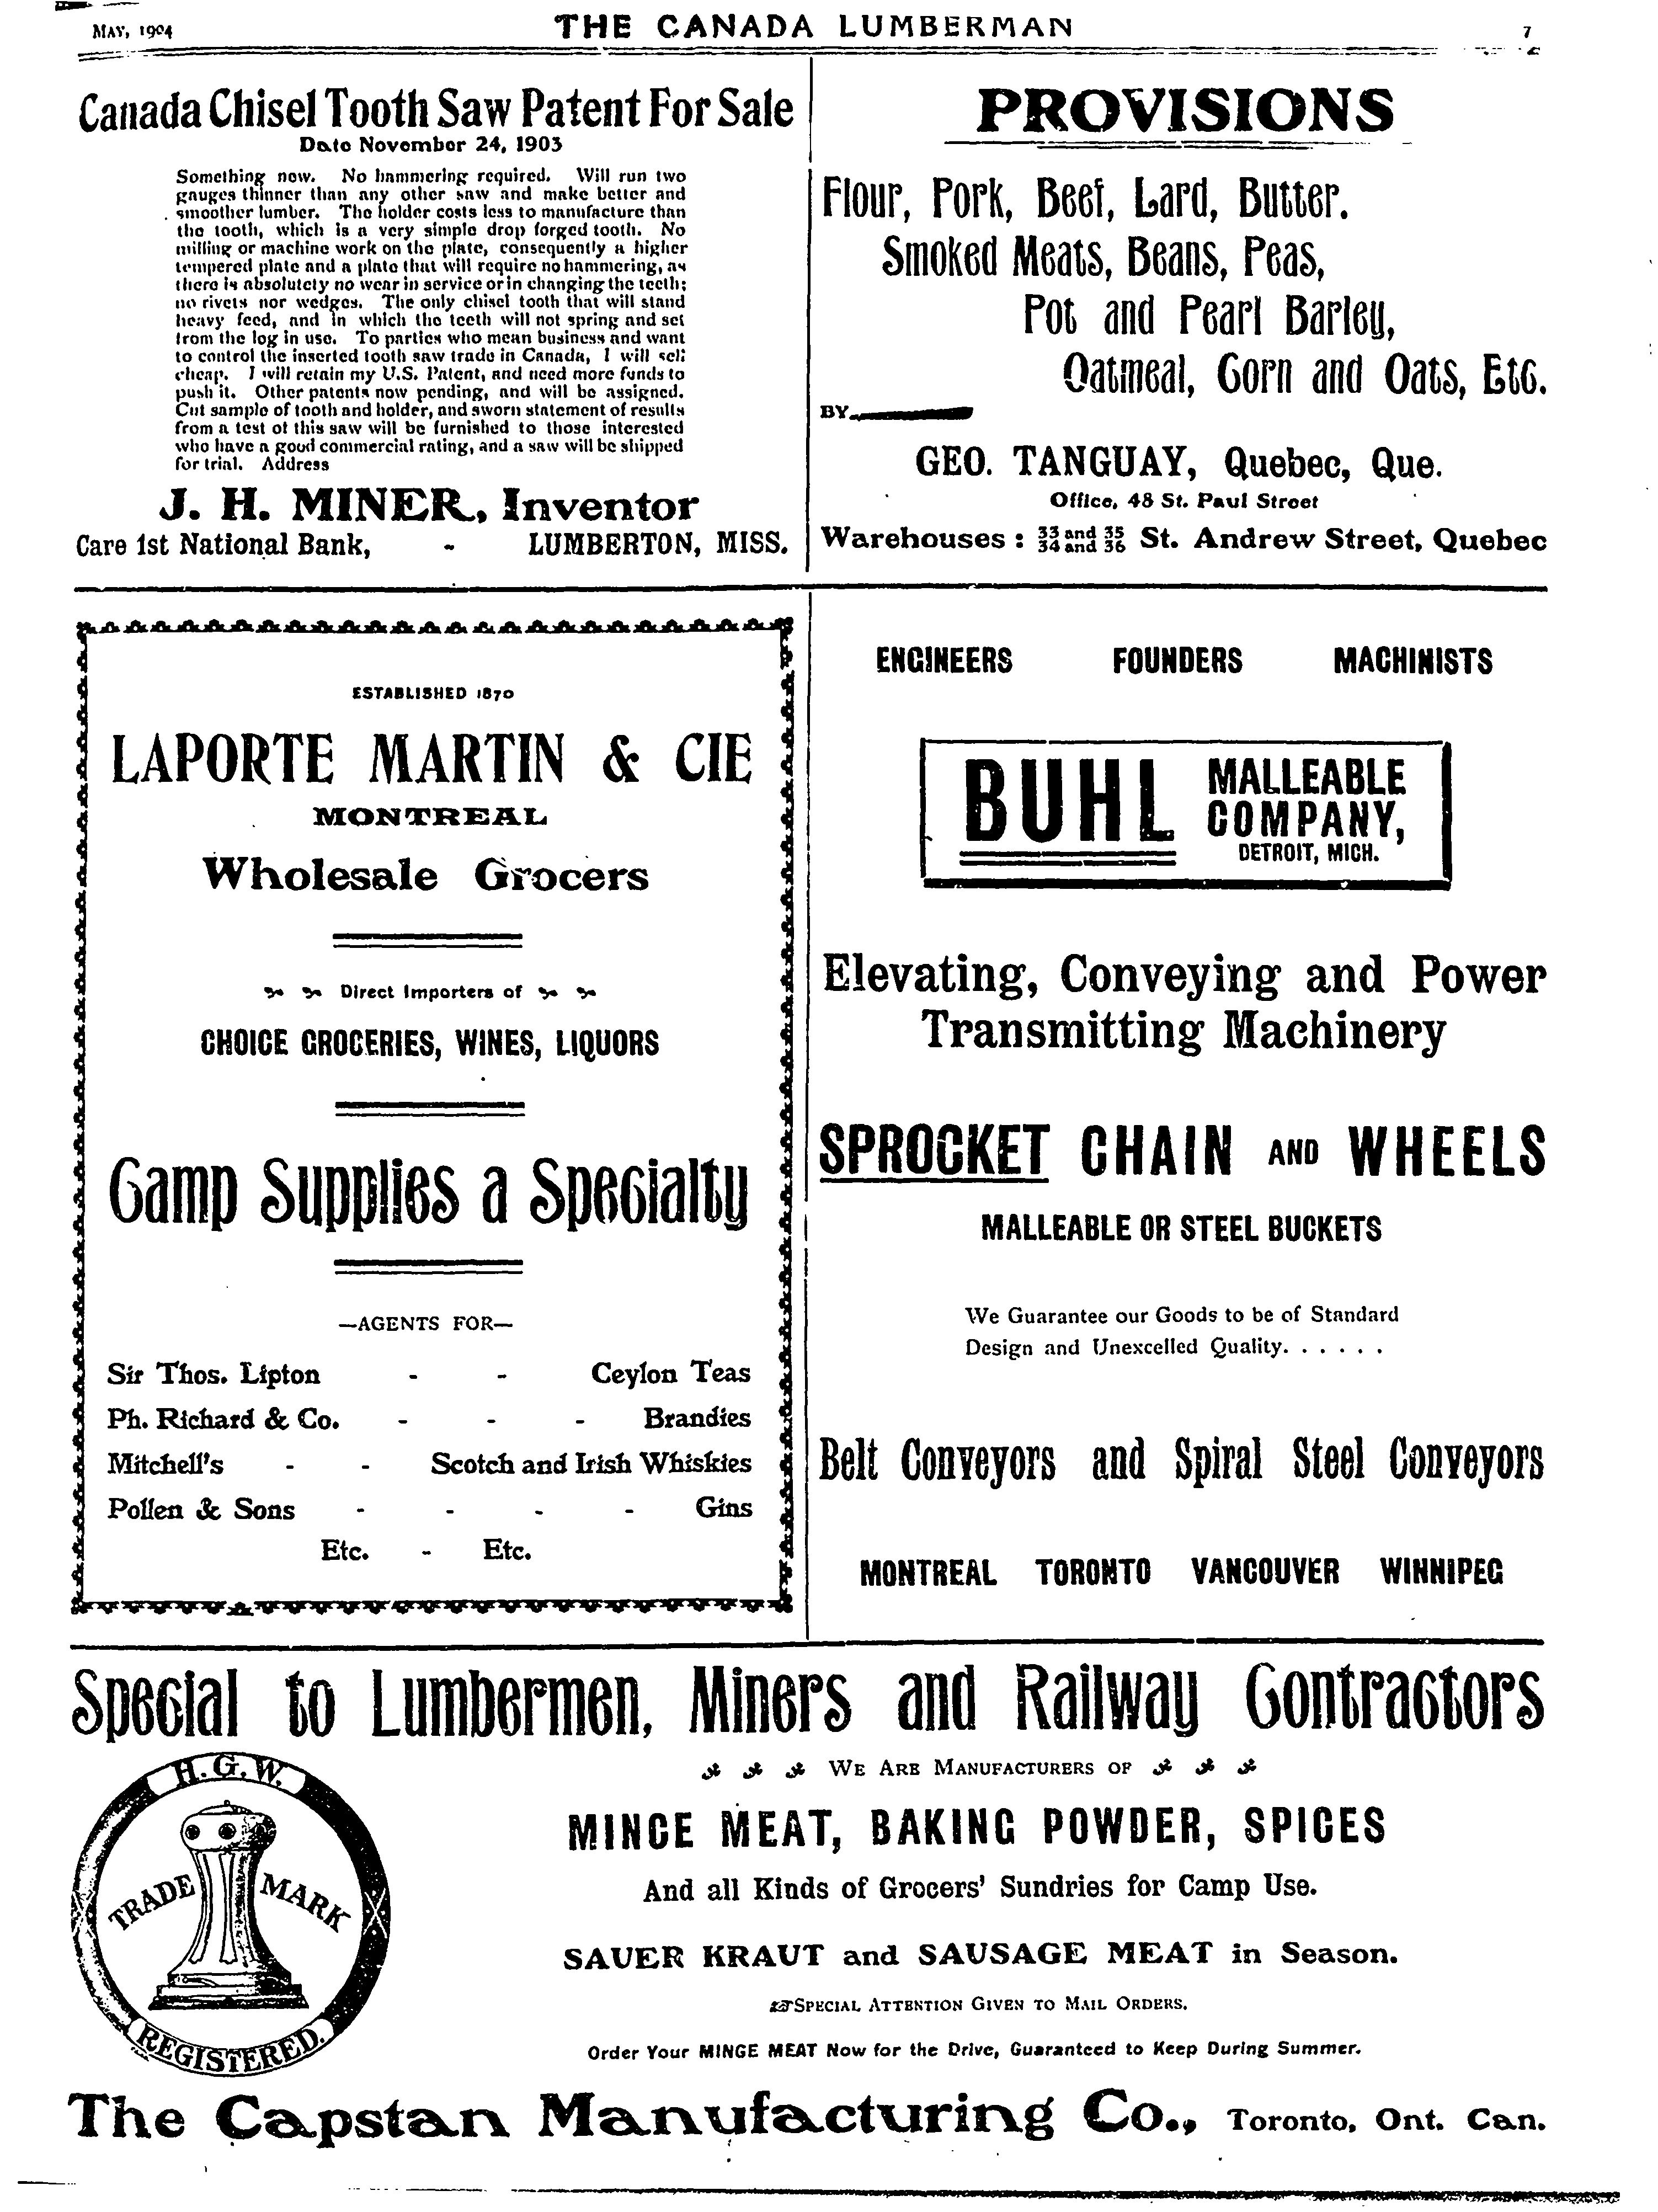 MAY, 1904
THE CANADA LUMBERMAN
7
Canada Chisel Tooth Saw Patent For Sale
Date November 24, 1903
Something new. No hammering required. Will run two
gauges thinner than any other saw and make better and
smoother lumber. The holder costs less to manufacture than
the tooth, which is a very simple drop forged tooth. No
milling or machine work on the plate, consequently a higher
tempered plate and a plate that will require no hammering, as
there is absolutely no wear in service or in changing the teeth;
no rivets nor wedges. The only chisel tooth that will stand
heavy feed, and in which the teeth will not spring and set
from the log in use. To parties who mean business and want
to control the inserted tooth saw trade in Canada, I will sell
cheap. I will retain my U.S. Patent, and need more funds to
push it. Other patents now pending, and will be assigned.
Cut sample of tooth and holder, and sworn statement of results
from a test of this saw will be furnished to those interested
who have a good commercial rating, and a saw will be shipped
for trial. Address
J. H. MINER, Inventor
Care 1st National Bank, - LUMBERTON, MISS.
PROVISIONS
Flour, Pork, Beef, Lard, Butter.
Smoked Meats, Beans, Peas,
Pot and Pearl Barley,
Oatmeal, Corn and Oats, Etc.
BY
GEO. TANGUAY, Quebec, Que.
Office, 48 St. Paul Street
Warehouses : 33 and 35 34 and 36 St. Andrew Street, Quebec
ESTABLISHED 1870
LAPORTE MARTIN & CIE
MONTREAL
Wholesale Grocers
Direct Importers of
CHOICE GROCERIES, WINES, LIQUORS
Camp Supplies a Specialty
—AGENTS FOR—
Sir Thos. Lipton - - Ceylon Teas
Ph. Richard & Co. - - - Brandies
Mitchell's - - Scotch and Irish Whiskies
Pollen & Sons - - - - Gins
Etc. - Etc.
ENGINEERS FOUNDERS MACHINISTS
BUHL MALLEABLE
COMPANY,
DETROIT, MICH.
Elevating, Conveying and Power
Transmitting Machinery
SPROCKET CHAIN AND WHEELS
MALLEABLE OR STEEL BUCKETS
We Guarantee our Goods to be of Standard
Design and Unexcelled Quality. . . . . .
Belt Conveyors and Spiral Steel Conveyors
MONTREAL TORONTO VANCOUVER WINNIPEG
Special to Lumbermen, Miners and Railway Contractors
H. G. W.
TRADE MARK
REGISTERED.
WE ARE MANUFACTURERS OF
MINCE MEAT, BAKING POWDER, SPICES
And all Kinds of Grocers' Sundries for Camp Use.
SAUER KRAUT and SAUSAGE MEAT in Season.
☞SPECIAL ATTENTION GIVEN TO MAIL ORDERS.
Order Your MINCE MEAT Now for the Drive, Guaranteed to Keep During Summer.
The Capstan Manufacturing Co., Toronto, Ont. Can.